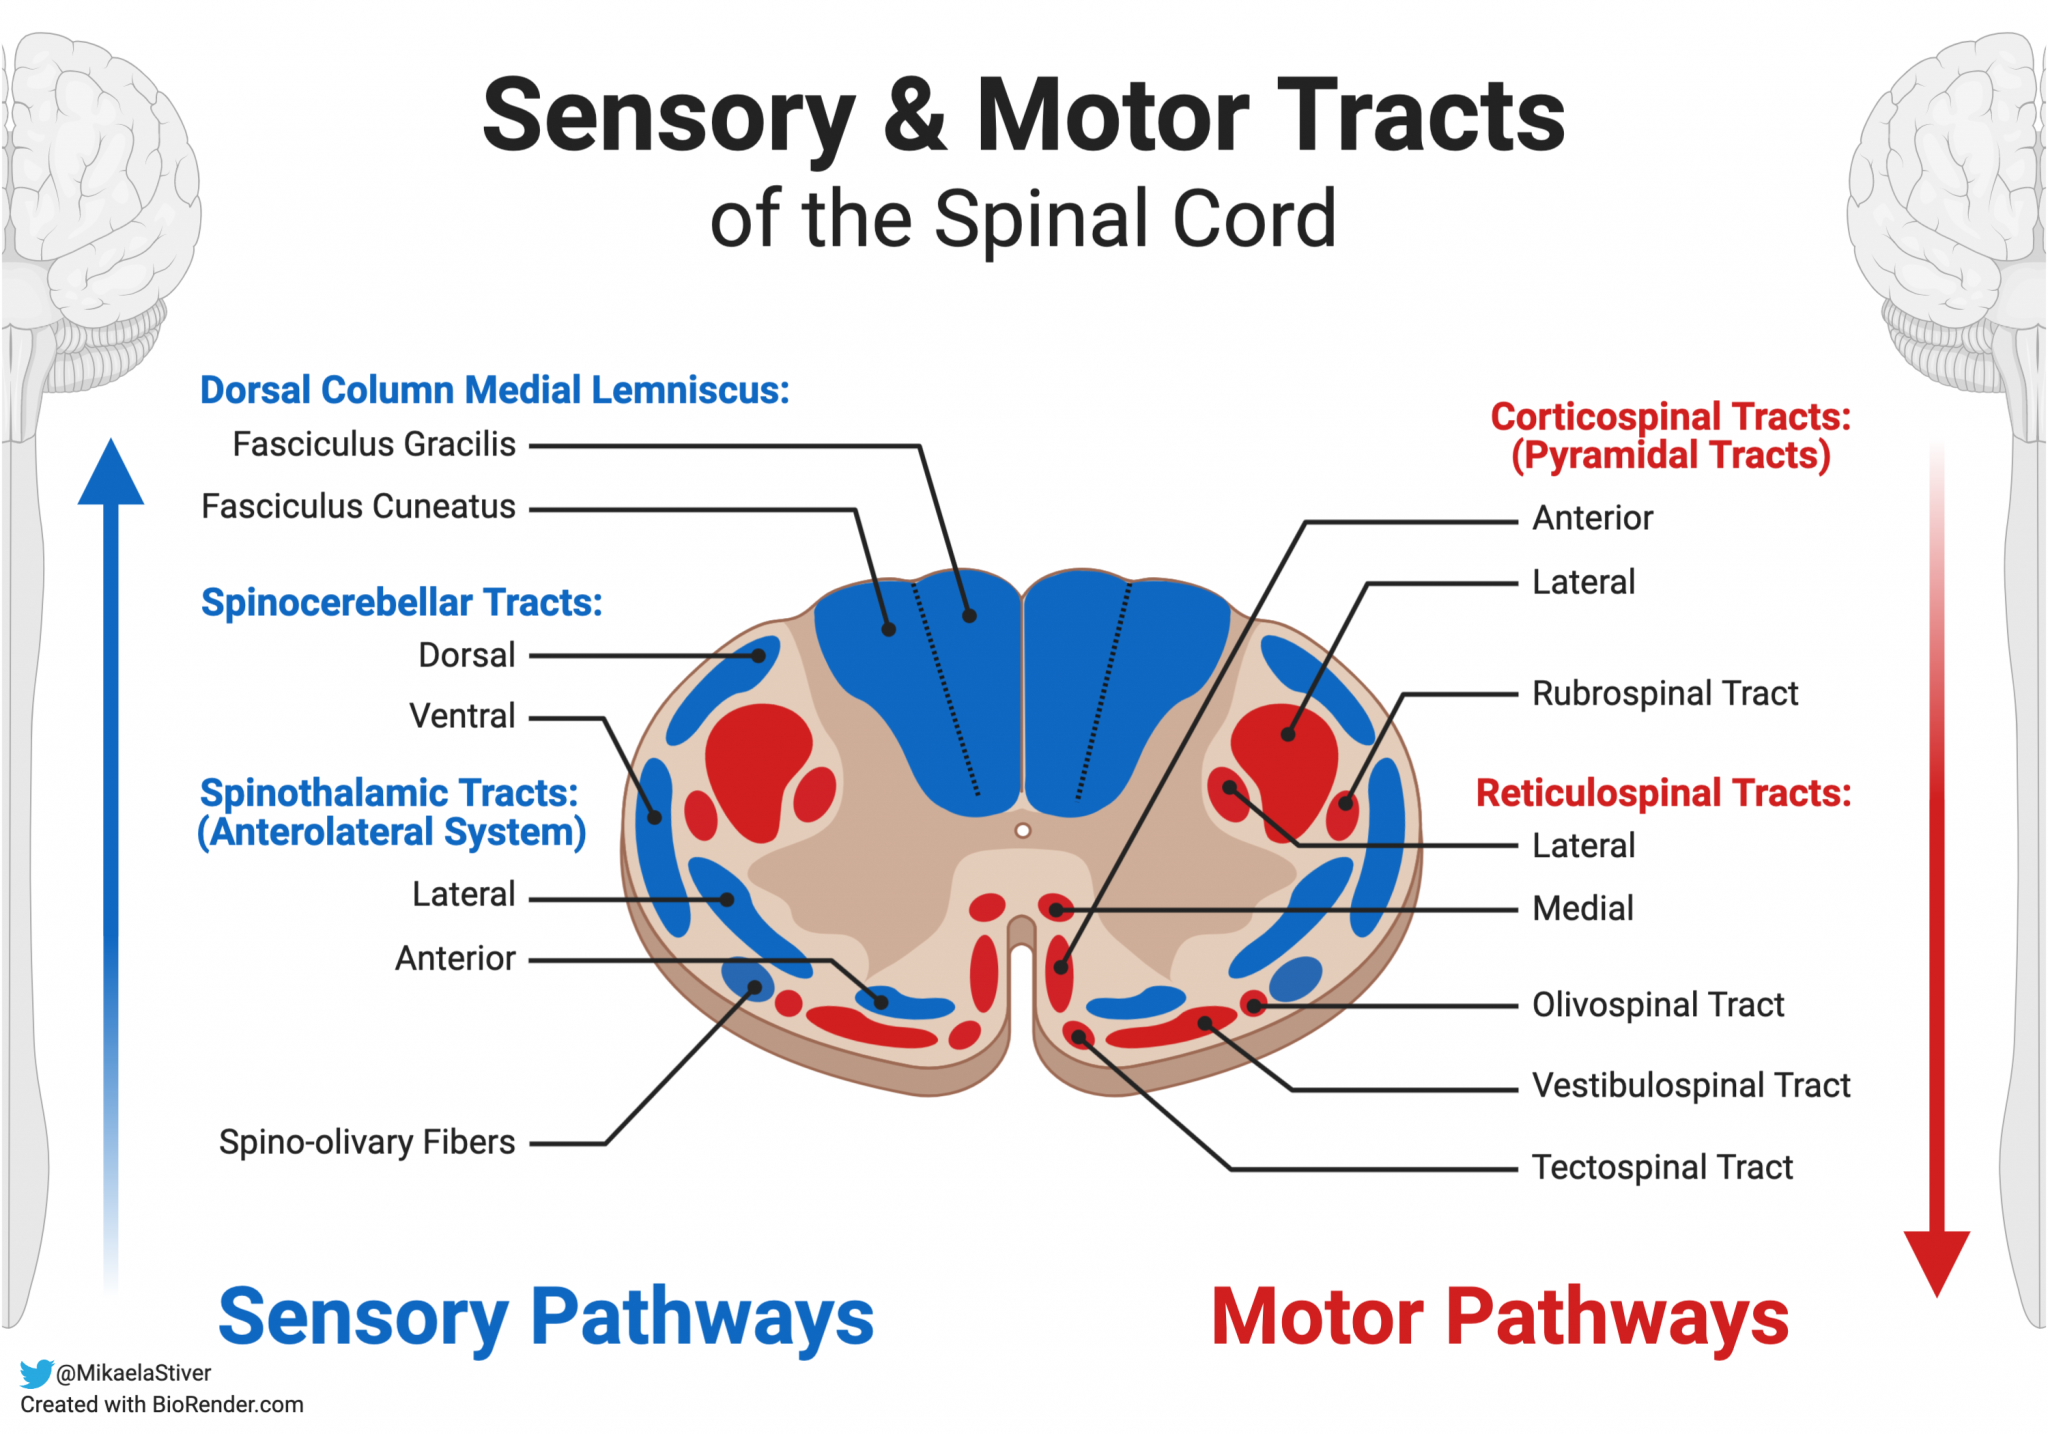 Sensory & Motor Tracts
of the Spinal Cord
Dorsal Column Medial Lemniscus:
Fasciculus Gracilis
Fasciculus Cuneatus
Spinocerebellar Tracts:
Dorsal
Ventral
Spinothalamic Tracts:
(Anterolateral System)
Lateral
Anterior
Spino-olivary Fibers
Corticospinal Tracts:
(Pyramidal Tracts)
Anterior
Lateral
Rubrospinal Tract
Reticulospinal Tracts:
Lateral
Medial
Olivospinal Tract
Vestibulospinal Tract
Tectospinal Tract
Sensory Pathways
Motor Pathways
@MikaelaStiver
Created with BioRender.com